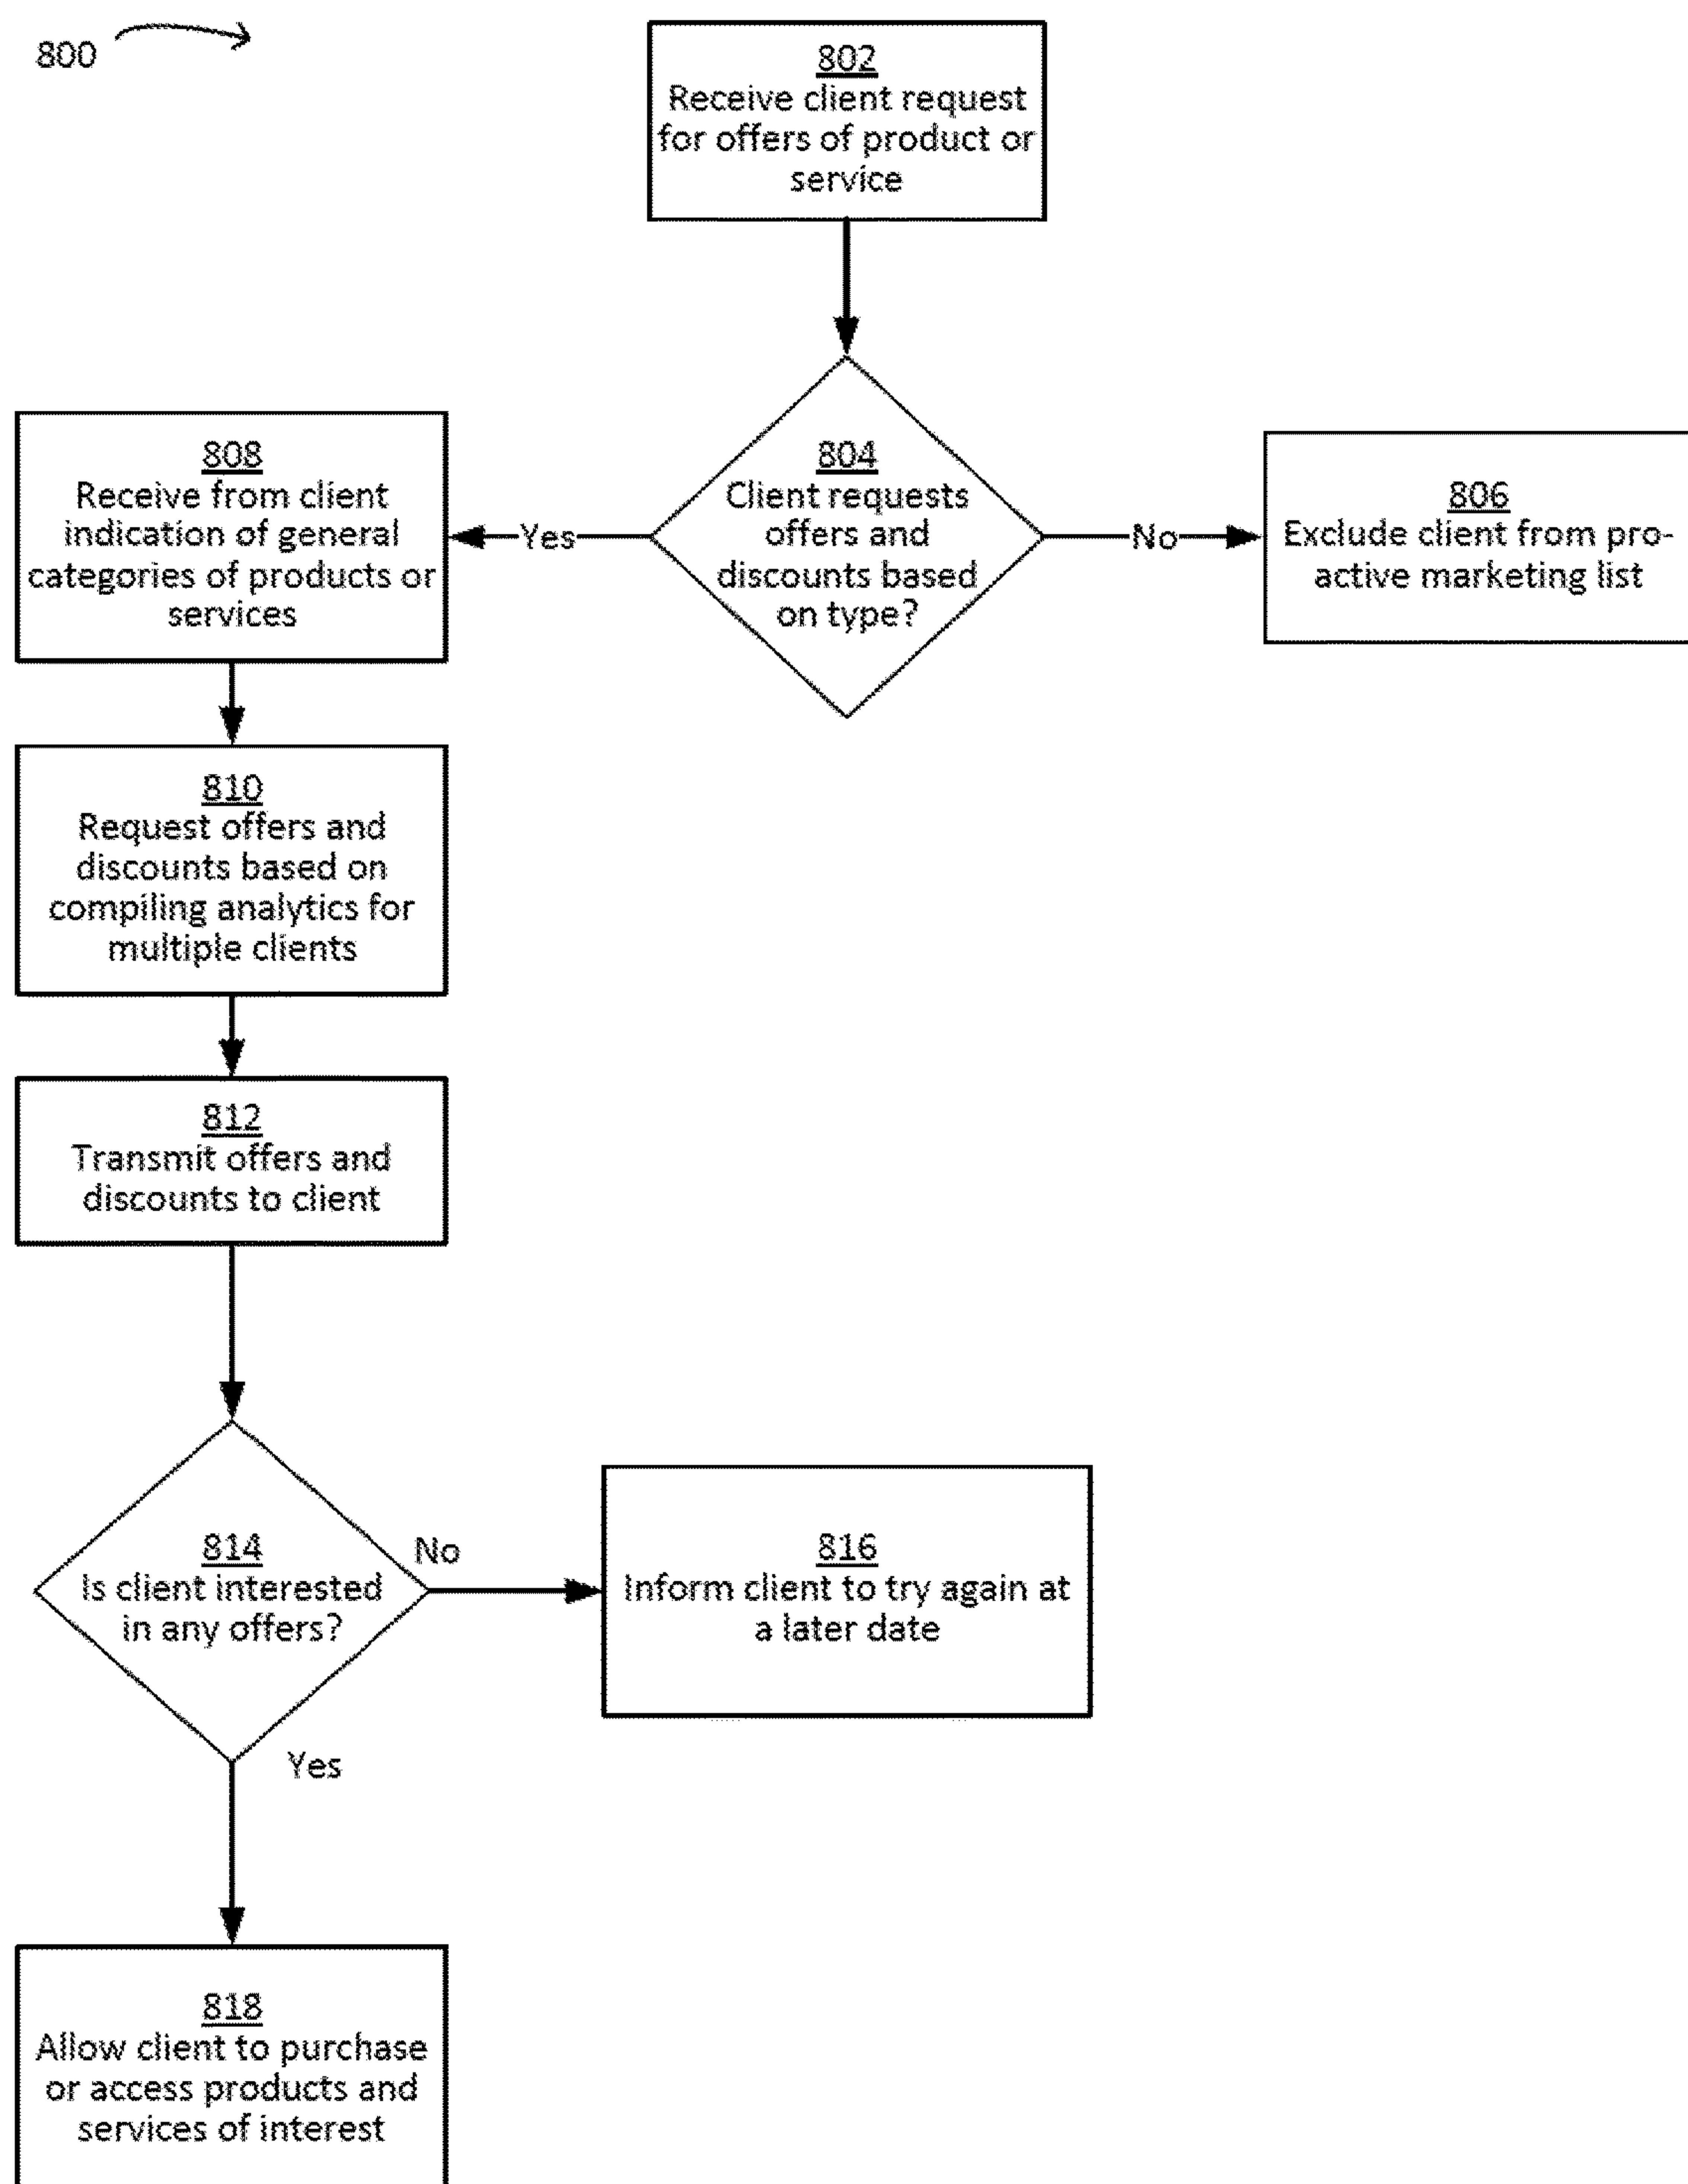 800
802
Receive client request
for offers of product or
service
804
Client requests
offers and
discounts based
on type?
Yes
No
808
Receive from client
indication of general
categories of products or
services
806
Exclude client from pro-
active marketing list
810
Request offers and
discounts based on
compiling analytics for
multiple clients
812
Transmit offers and
discounts to client
814
Is client interested
in any offers?
No
816
Inform client to try again at
a later date
Yes
818
Allow client to purchase
or access products and
services of interest